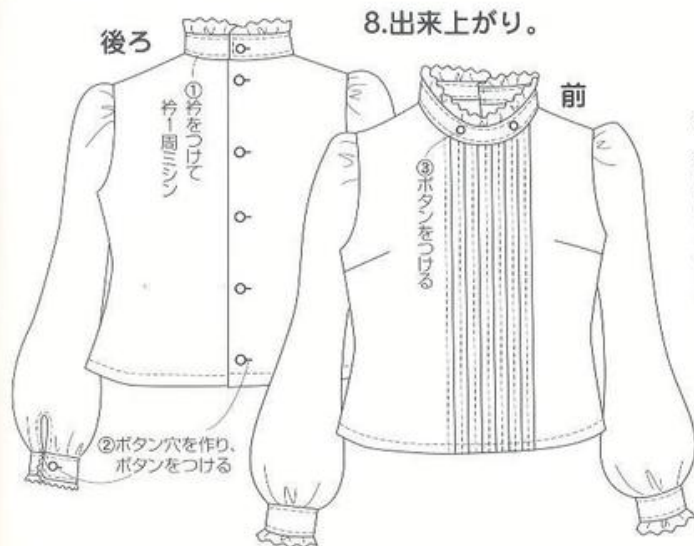 8.出来上がり。
後ろ
前
①衿をつけて
衿1周ミシン
③ボタンをつける
②ボタン穴を作り、
ボタンをつける